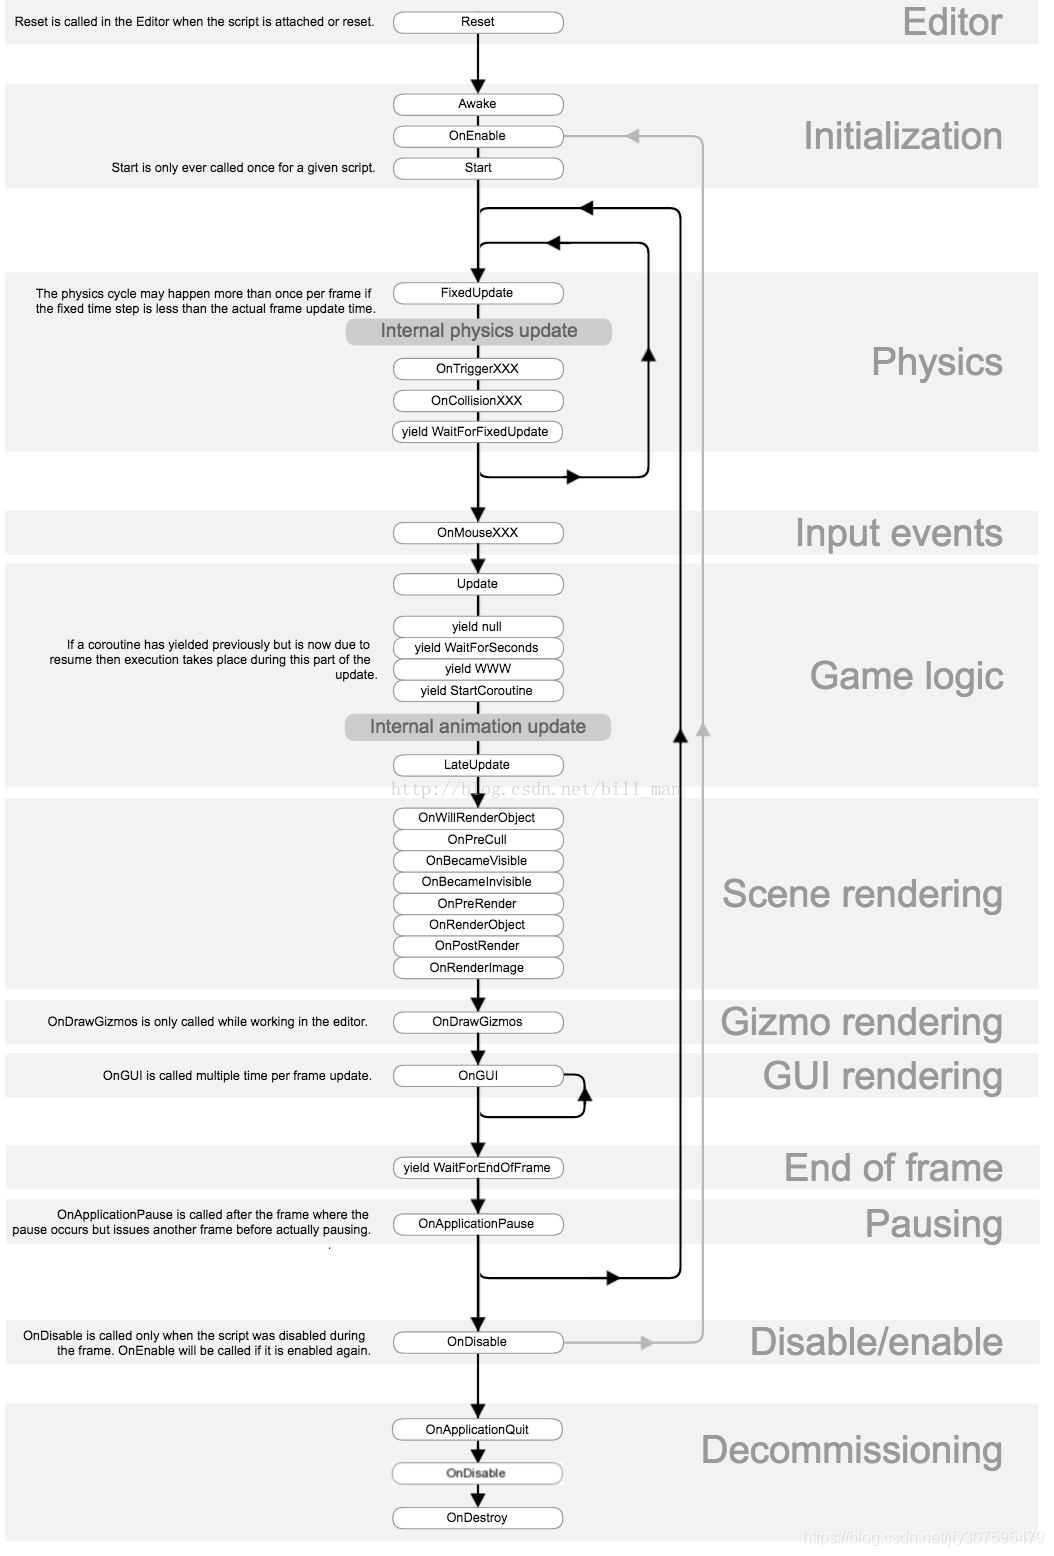 Reset is called in the Editor when the script is attached or reset.
Reset
Editor
Awake
OnEnable
Initialization
Start is only ever called once for a given script.
Start
The physics cycle may happen more than once per frame if
the fixed time step is less than the actual frame update time.
FixedUpdate
Internal physics update
Physics
OnTriggerXXX
OnCollisionXXX
yield WaitForFixedUpdate
OnMouseXXX
Input events
Update
yield null
If a coroutine has yielded previously but is now due to
resume then execution takes place during this part of the
update.
yield WaitForSeconds
yield WWW
yield StartCoroutine
Game logic
Internal animation update
LateUpdate
http://blog.csdn.net/bill_man
OnWillRenderObject
OnPreCull
OnBecameVisible
OnBecameInvisible
OnPreRender
OnRenderObject
OnPostRender
OnRenderImage
Scene rendering
OnDrawGizmos is only called while working in the editor.
OnDrawGizmos
Gizmo rendering
OnGUI is called multiple time per frame update.
OnGUI
GUI rendering
yield WaitForEndOfFrame
End of frame
OnApplicationPause is called after the frame where the
pause occurs but issues another frame before actually pausing.
.
OnApplicationPause
Pausing
OnDisable is called only when the script was disabled during
the frame. OnEnable will be called if it is enabled again.
OnDisable
Disable/enable
OnApplicationQuit
Decommissioning
OnDisable
OnDestroy
https://blog.csdn.net/jfy307596479